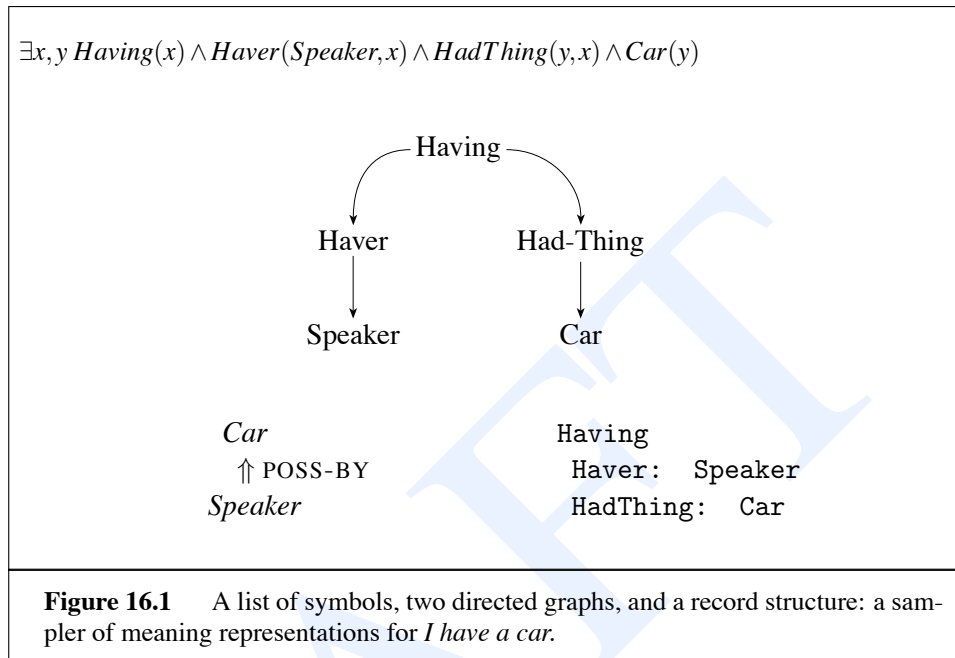 ∃x,y Having(x) ∧ Haver(Speaker,x) ∧ HadThing(y,x) ∧ Car(y)
Having
Haver Had-Thing
Speaker Car
Car Having
⇑ POSS-BY Haver: Speaker
Speaker HadThing: Car
Figure 16.1 A list of symbols, two directed graphs, and a record structure: a sam-
pler of meaning representations for I have a car.